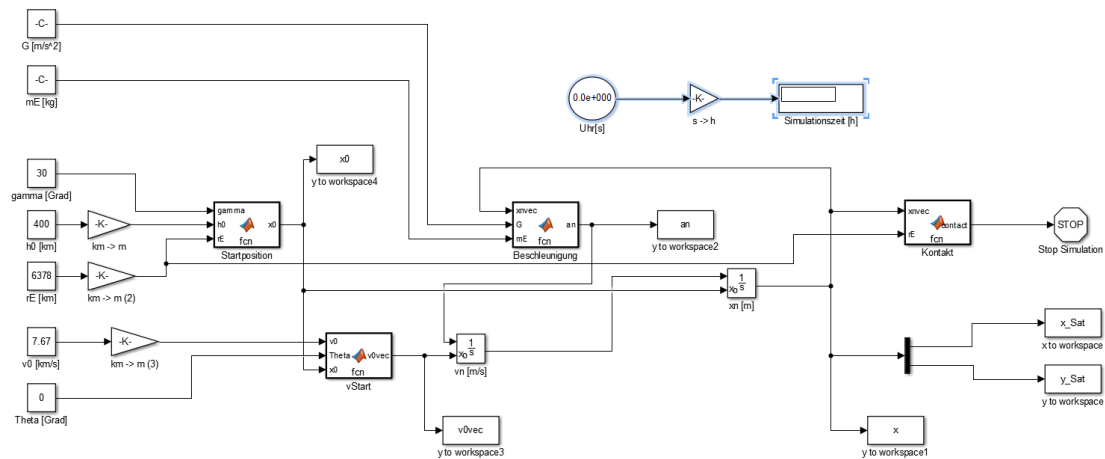 -C-
G [m/s^2]
-C-
mE [kg]
0.0e+000
Uhr[s]
-K-
s -> h
Simulationszeit [h]
30
gamma [Grad]
400
h0 [km]
-K-
km -> m
6378
rE [km]
-K-
km -> m (2)
gamma
h0
rE
x0
fcn
Startposition
x0
y to workspace4
xnvec
G
mE
an
fcn
Beschleunigung
an
y to workspace2
xnvec
rE
contact
fcn
Kontakt
STOP
Stop Simulation
7.67
v0 [km/s]
-K-
km -> m (3)
0
Theta [Grad]
v0
Theta
x0
v0vec
fcn
vStart
xo
1
s
vn [m/s]
xo
1
s
xn [m]
v0vec
y to workspace3
x_Sat
x to workspace
y_Sat
y to workspace
x
y to workspace1